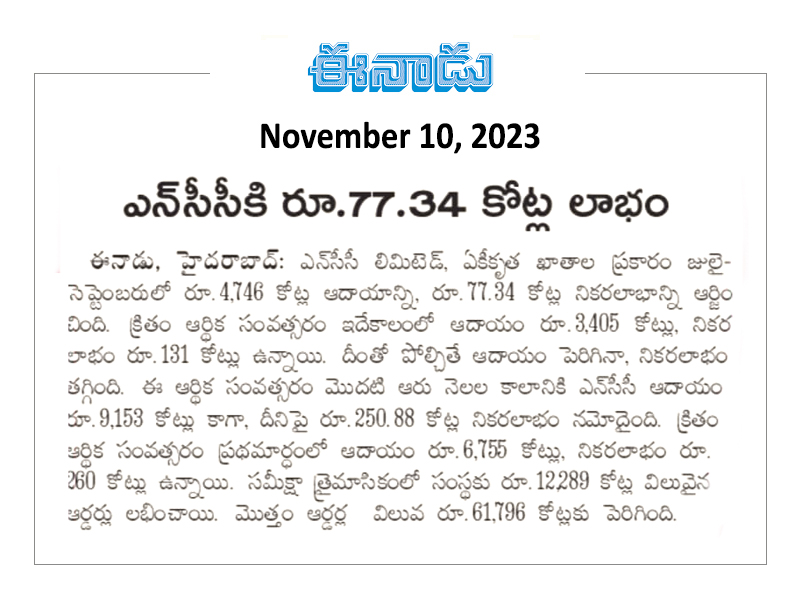 ఈనాడు
November 10, 2023
ఎన్‌సీసీకి రూ.77.34 కోట్ల లాభం
ఈనాడు, హైదరాబాద్: ఎన్‌సీసీ లిమిటెడ్, ఏకీకృత ఖాతాల ప్రకారం జులై-
సెప్టెంబరులో రూ.4,746 కోట్ల ఆదాయాన్ని, రూ.77.34 కోట్ల నికరలాభాన్ని ఆర్జిం
చింది. క్రితం ఆర్థిక సంవత్సరం ఇదేకాలంలో ఆదాయం రూ.3,405 కోట్లు, నికర
లాభం రూ.131 కోట్లు ఉన్నాయి. దీంతో పోల్చితే ఆదాయం పెరిగినా, నికరలాభం
తగ్గింది. ఈ ఆర్థిక సంవత్సరం మొదటి ఆరు నెలల కాలానికి ఎన్‌సీసీ ఆదాయం
రూ.9,153 కోట్లు కాగా, దీనిపై రూ.250.88 కోట్ల నికరలాభం నమోదైంది. క్రితం
ఆర్థిక సంవత్సరం ప్రథమార్ధంలో ఆదాయం రూ.6,755 కోట్లు, నికరలాభం రూ.
260 కోట్లు ఉన్నాయి. సమీక్షా త్రైమాసికంలో సంస్థకు రూ.12,289 కోట్ల విలువైన
ఆర్డర్లు లభించాయి. మొత్తం ఆర్డర్ల విలువ రూ.61,796 కోట్లకు పెరిగింది.